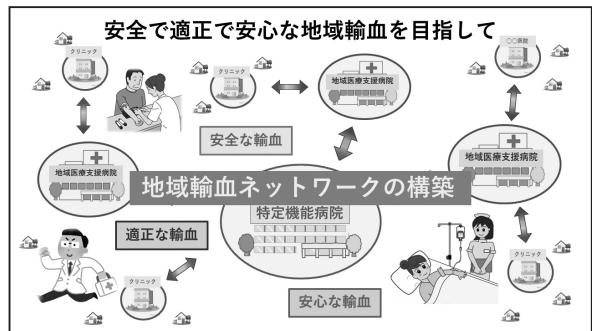 安全で適正で安心な地域輸血を目指して
クリニック
クリニック
地域医療支援病院
〇〇医院
安全な輸血
地域医療支援病院
地域医療支援病院
地域輸血ネットワークの構築
特定機能病院
適正な輸血
クリニック
クリニック
安心な輸血